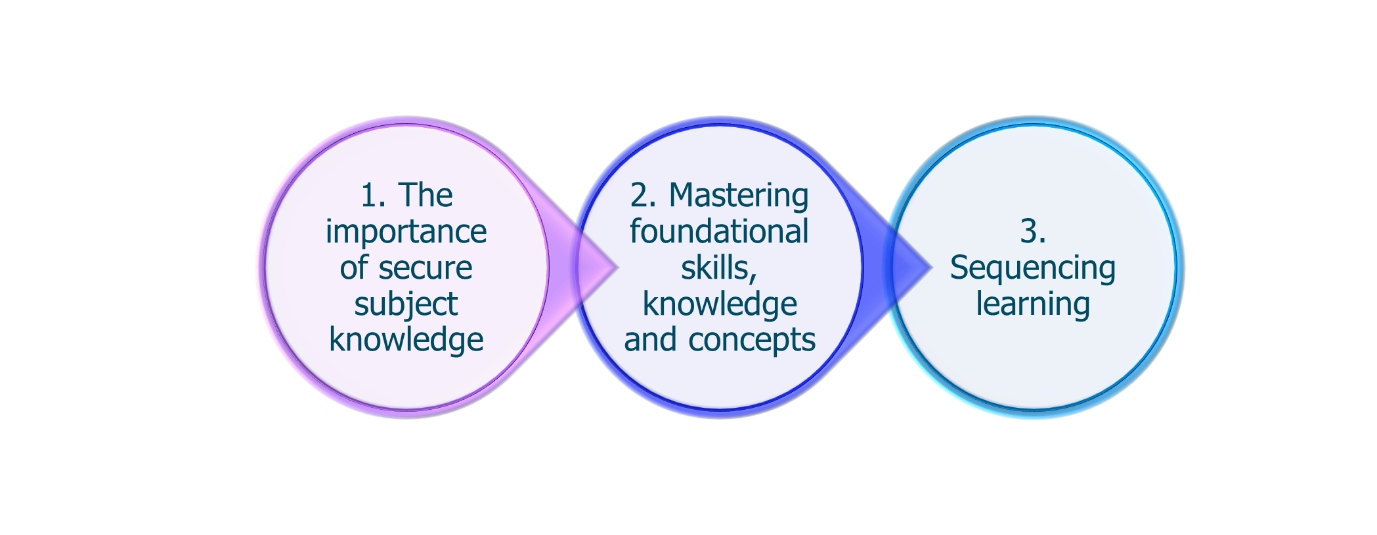 1. The
importance
of secure
subject
knowledge
2. Mastering
foundational
skills,
knowledge
and concepts
3.
Sequencing
learning